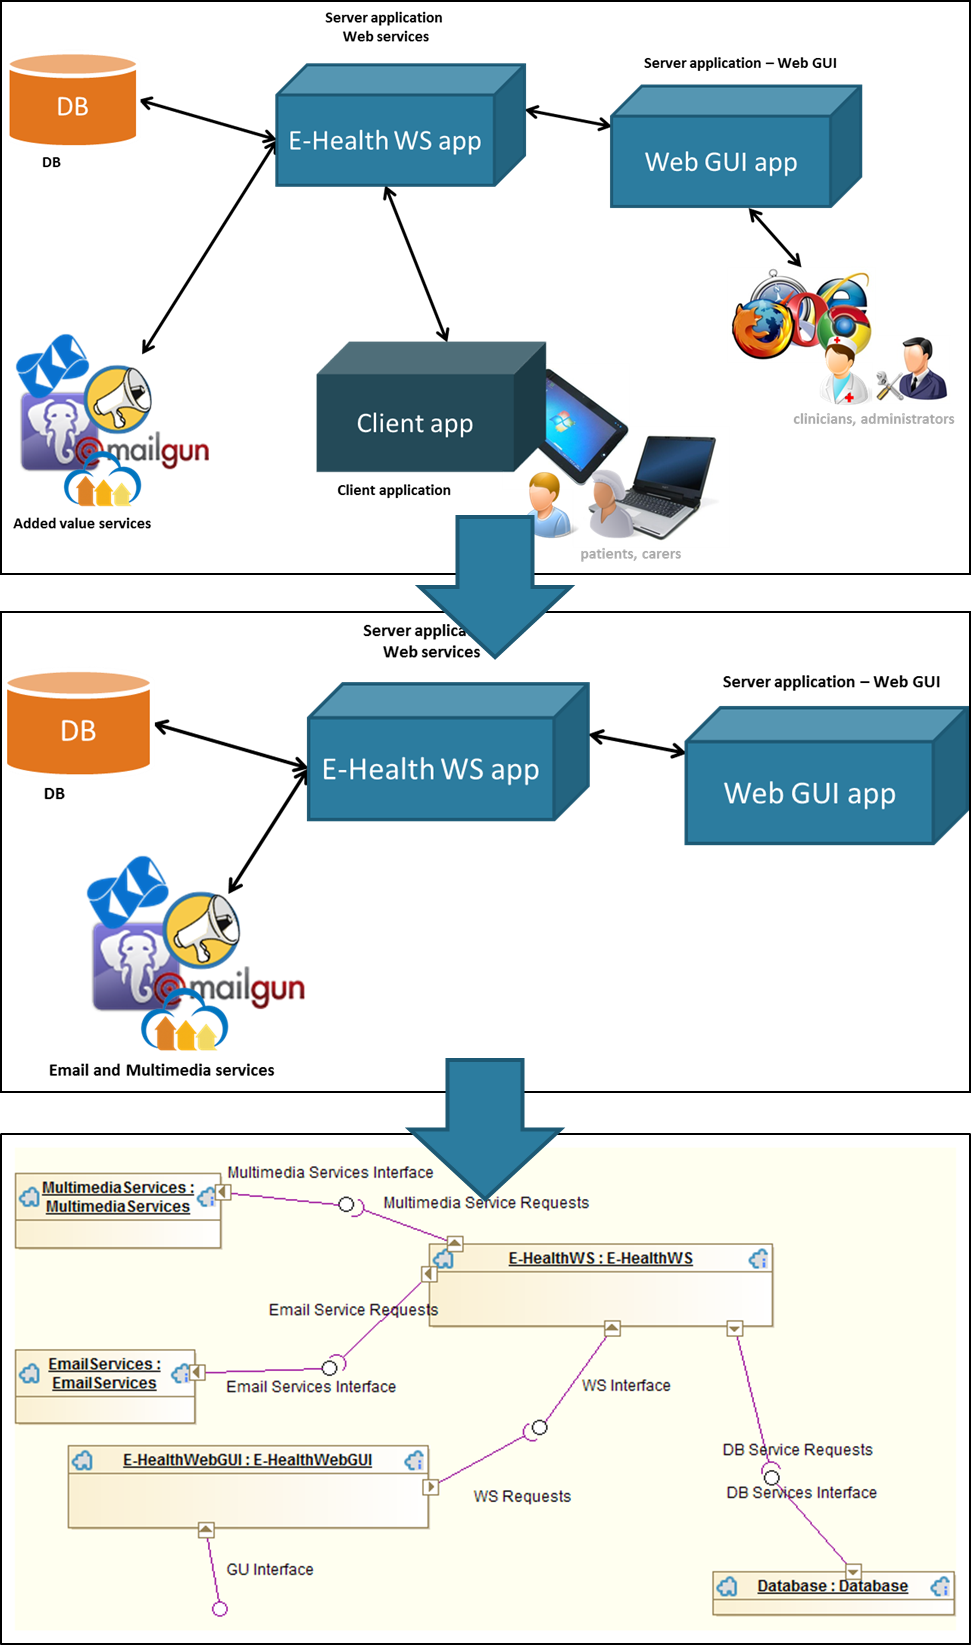 Server application
Web services
Server application – Web GUI
DB
E-Health WS app
Web GUI app
DB
clinicians, administrators
Client app
@mailgun
Client application
Added value services
patients, carers
Server applica
Web services
Server application – Web GUI
DB
E-Health WS app
Web GUI app
DB
@mailgun
Email and Multimedia services
Multimedia Services Interface
MultimediaServices :
MultimediaServices
Multimedia Service Requests
E-HealthWS : E-HealthWS
Email Service Requests
EmailServices :
EmailServices
Email Services Interface
WS Interface
E-HealthWebGUI : E-HealthWebGUI
DB Service Requests
WS Requests
DB Services Interface
GU Interface
Database : Database